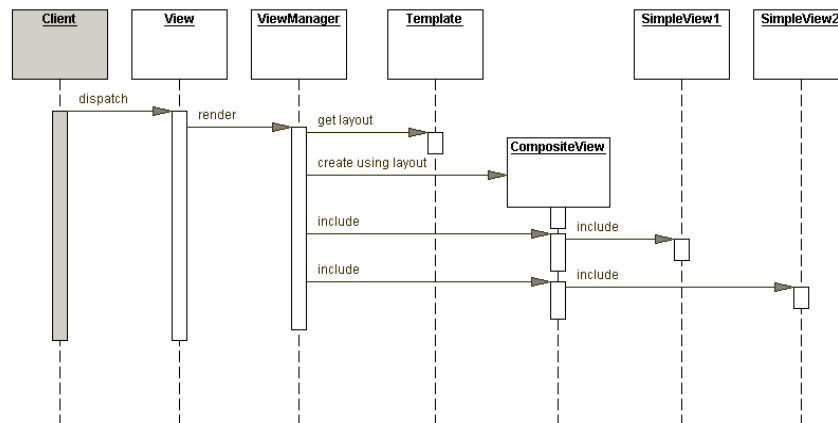 Client
View
ViewManager
Template
SimpleView1
SimpleView2
dispatch
render
get layout
CompositeView
create using layout
include
include
include
include